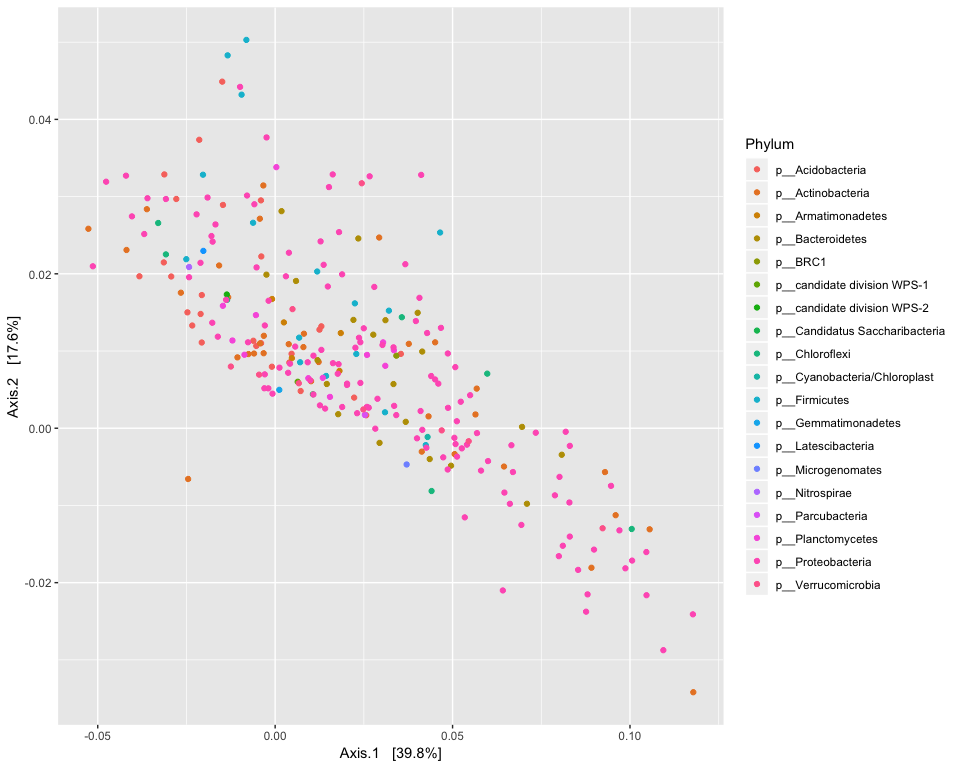 0.04
0.02
0.00
-0.02
-0.05
0.00
0.05
0.10
Axis.1 [39.8%]
Axis.2 [17.6%]
Phylum
p__Acidobacteria
p__Actinobacteria
p__Armatimonadetes
p__Bacteroidetes
p__BRC1
p__candidate division WPS-1
p__candidate division WPS-2
p__Candidatus Saccharibacteria
p__Chloroflexi
p__Cyanobacteria/Chloroplast
p__Firmicutes
p__Gemmatimonadetes
p__Latescibacteria
p__Microgenomates
p__Nitrospirae
p__Parcubacteria
p__Planctomycetes
p__Proteobacteria
p__Verrucomicrobia